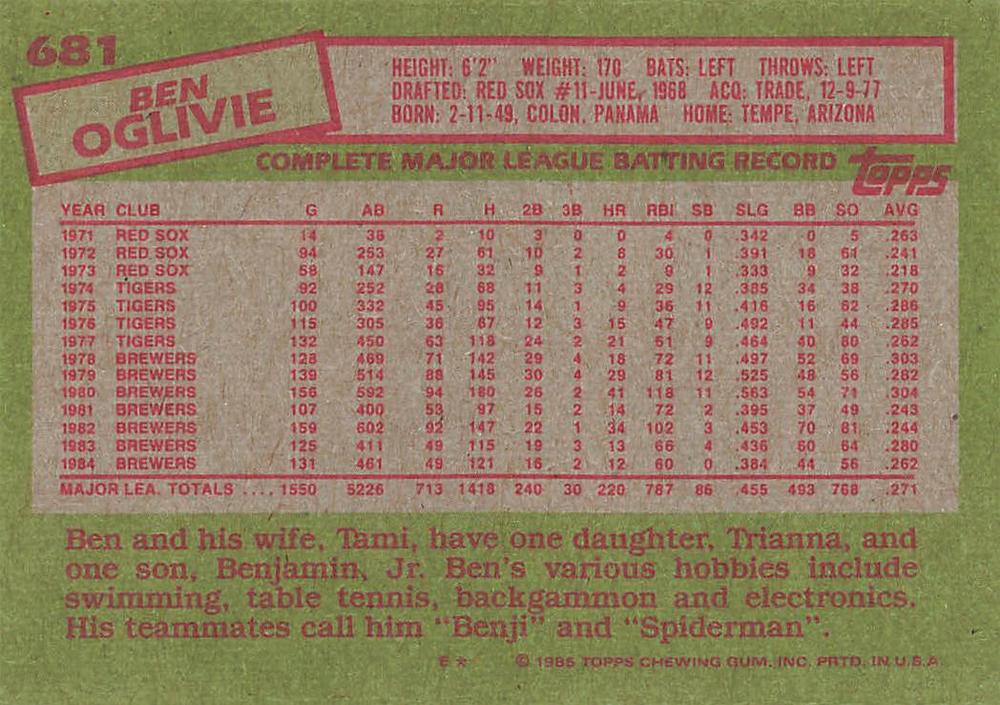 681
BEN
OGLIVIE
HEIGHT: 6'2" WEIGHT: 170 BATS: LEFT THROWS: LEFT
DRAFTED: RED SOX #11-JUNE, 1968 ACQ: TRADE, 12-9-77
BORN: 2-11-49, COLON, PANAMA HOME: TEMPE, ARIZONA
COMPLETE MAJOR LEAGUE BATTING RECORD topps
YEAR CLUB G AB R H 2B 3B HR RBI SB SLG BB SO AVG
1971 RED SOX 14 38 2 10 3 0 0 4 0 .342 0 5 .263
1972 RED SOX 94 253 27 61 10 2 8 30 1 .391 18 61 .241
1973 RED SOX 58 147 16 32 9 1 2 9 1 .333 9 32 .218
1974 TIGERS 92 252 28 68 11 3 4 29 12 .385 34 38 .270
1975 TIGERS 100 332 45 95 14 1 9 36 11 .416 16 62 .286
1976 TIGERS 115 305 36 87 12 3 15 47 9 .492 11 44 .285
1977 TIGERS 132 450 63 118 24 2 21 51 9 .464 40 80 .262
1978 BREWERS 128 469 71 142 29 4 18 72 11 .497 52 69 .303
1979 BREWERS 139 514 88 145 30 4 29 81 12 .525 48 56 .282
1980 BREWERS 156 592 94 180 26 2 41 118 11 .563 54 71 .304
1981 BREWERS 107 400 53 97 15 2 14 72 2 .395 37 49 .243
1982 BREWERS 159 602 92 147 22 1 34 102 3 .453 70 81 .244
1983 BREWERS 125 411 49 115 19 3 13 66 4 .436 60 64 .280
1984 BREWERS 131 461 49 121 16 2 12 60 0 .384 44 56 .262
MAJOR LEA. TOTALS .... 1550 5226 713 1418 240 30 220 787 86 .455 493 768 .271
Ben and his wife, Tami, have one daughter, Trianna, and
one son, Benjamin, Jr. Ben's various hobbies include
swimming, table tennis, backgammon and electronics.
His teammates call him "Benji" and "Spiderman".
E * © 1985 TOPPS CHEWING GUM, INC. PRTD. IN U.S.A.